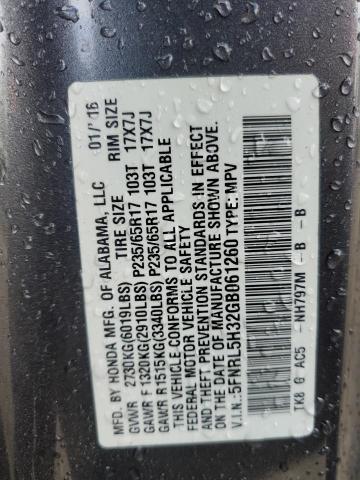 MFD. BY HONDA MFG. OF ALABAMA, LLC 01/'16
TIRE SIZE RIM SIZE
GVWR 2730KG(6019LBS)
GAWR F1320KG(2910LBS) P235/65R17 103T 17X7J
GAWR R1515KG(3340LBS) P235/65R17 103T 17X7J
THIS VEHICLE CONFORMS TO ALL APPLICABLE
FEDERAL MOTOR VEHICLE SAFETY
AND THEFT PREVENTION STANDARDS IN EFFECT
ON THE DATE OF MANUFACTURE SHOWN ABOVE.
V.I.N.:5FNRL5H32GB061260 TYPE: MPV
TK8 AC5 NH797M - B - B